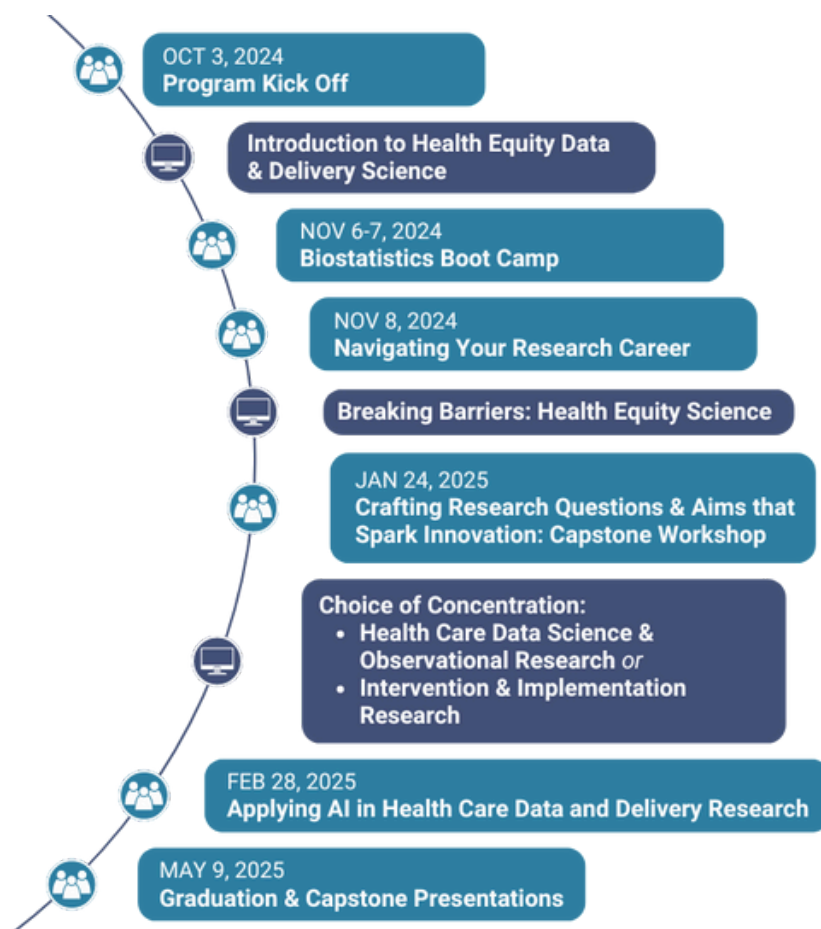 OCT 3, 2024
Program Kick Off
Introduction to Health Equity Data
& Delivery Science
NOV 6-7, 2024
Biostatistics Boot Camp
NOV 8, 2024
Navigating Your Research Career
Breaking Barriers: Health Equity Science
JAN 24, 2025
Crafting Research Questions & Aims that
Spark Innovation: Capstone Workshop
Choice of Concentration:
• Health Care Data Science &
Observational Research or
• Intervention & Implementation
Research
FEB 28, 2025
Applying AI in Health Care Data and Delivery Research
MAY 9, 2025
Graduation & Capstone Presentations